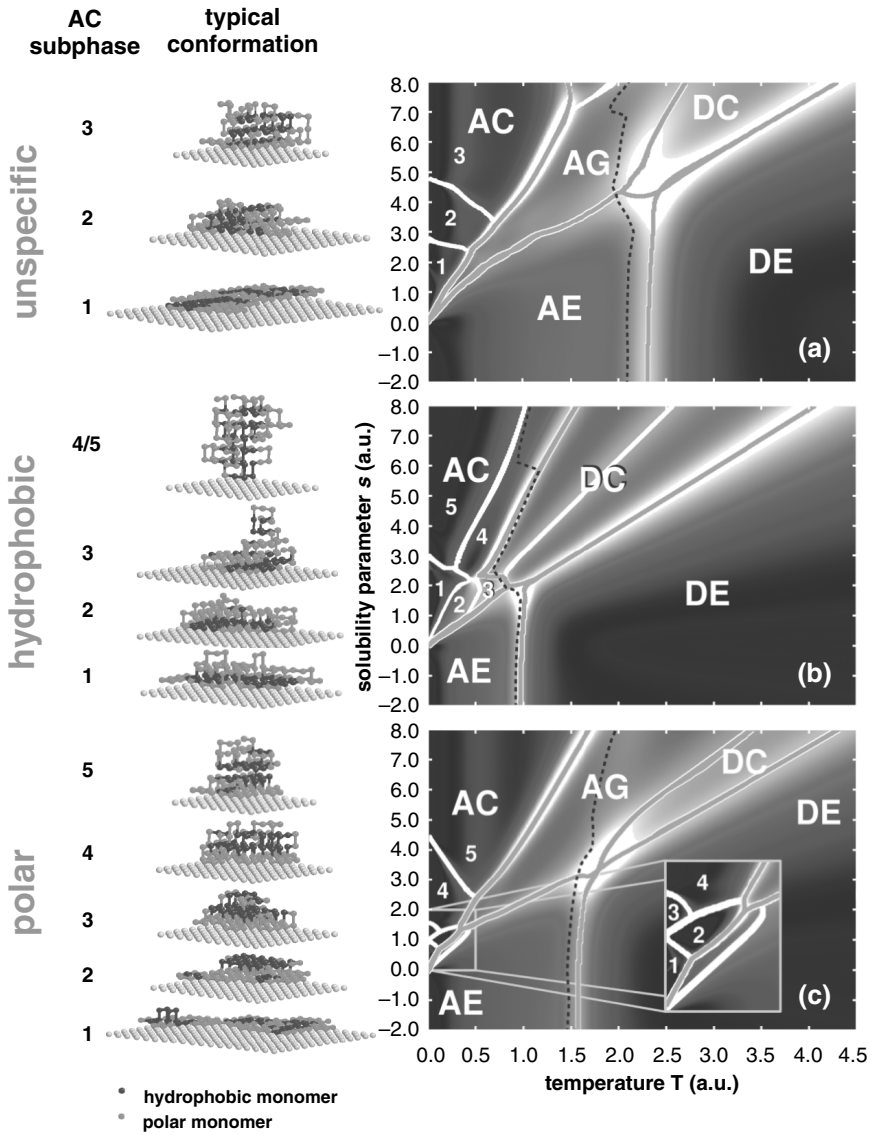 AC
subphase
typical
conformation
unspecific
3
2
1
8.0
7.0
6.0
5.0
4.0
3.0
2.0
1.0
0.0
–1.0
–2.0
AC
3
2
1
AG
DC
AE
DE
(a)
hydrophobic
4/5
3
2
1
solubility parameter s (a.u.)
8.0
7.0
6.0
5.0
4.0
3.0
2.0
1.0
0.0
–1.0
–2.0
AC
5
4
1
2
3
DC
AE
DE
(b)
polar
5
4
3
2
1
8.0
7.0
6.0
5.0
4.0
3.0
2.0
1.0
0.0
–1.0
–2.0
AC
5
4
AG
DC
DE
AE
4
3
2
1
(c)
0.0 0.5 1.0 1.5 2.0 2.5 3.0 3.5 4.0 4.5
temperature T (a.u.)
hydrophobic monomer
polar monomer